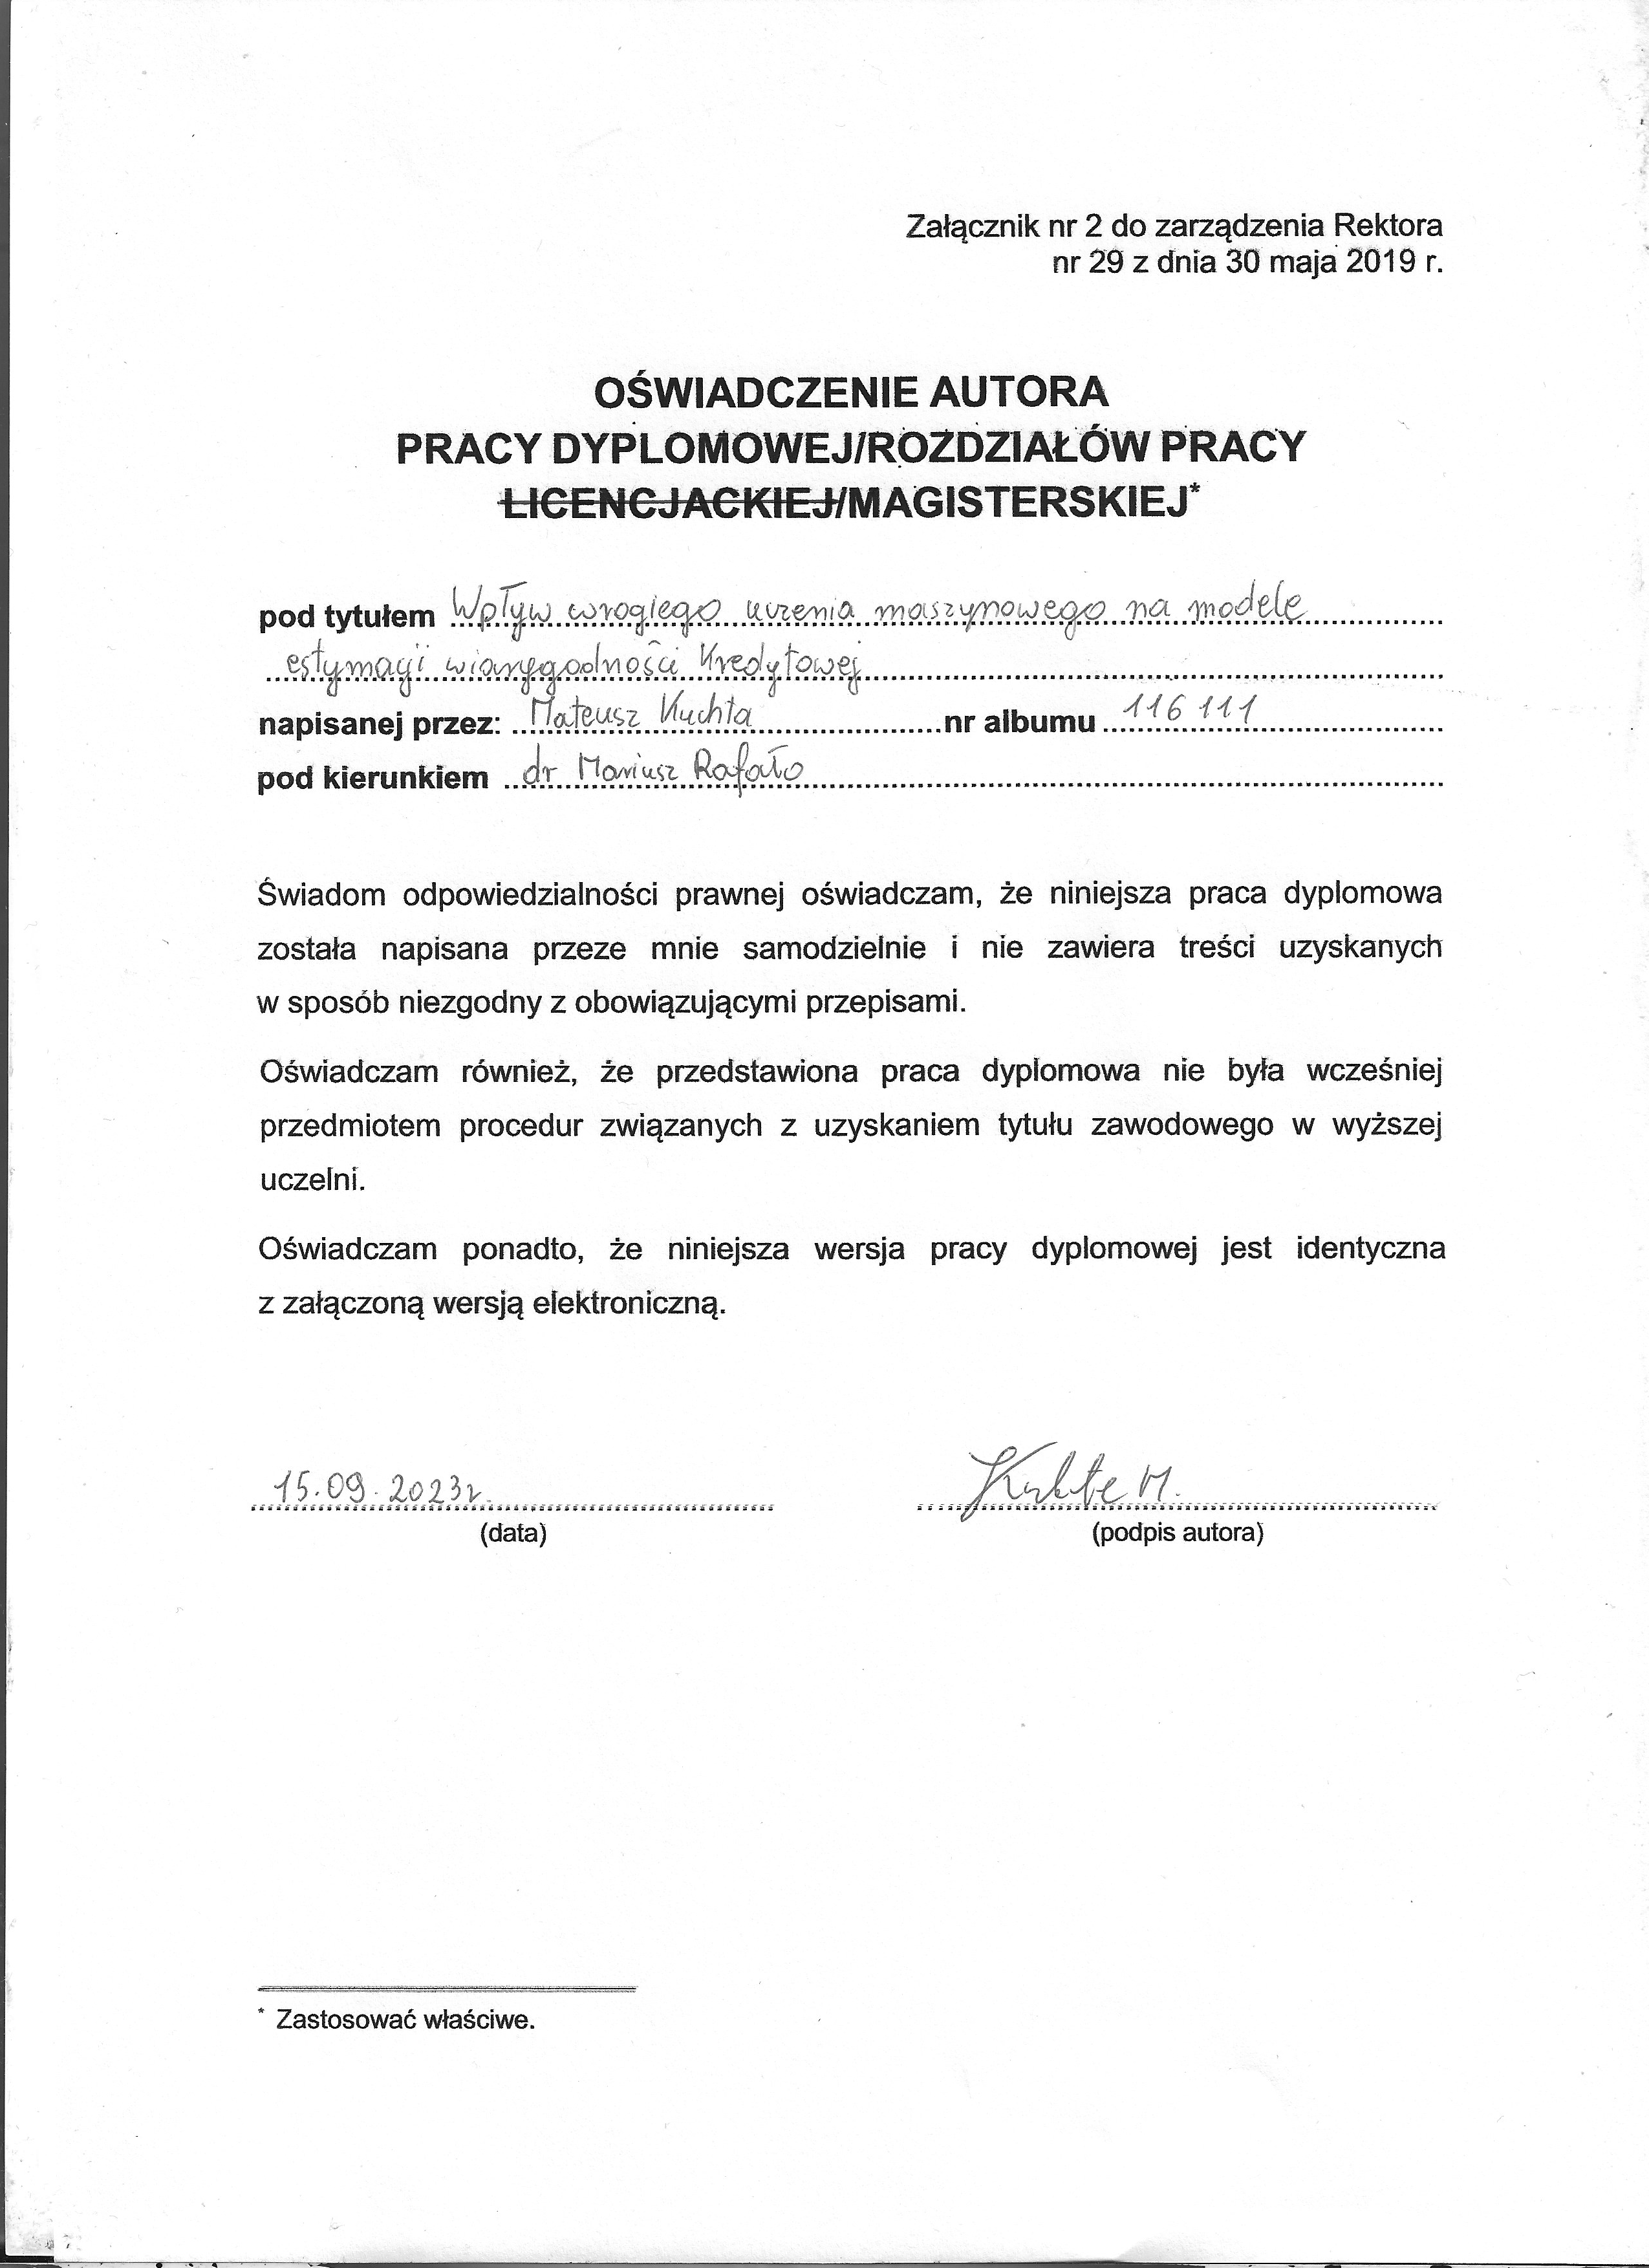 Załącznik nr 2 do zarządzenia Rektora
nr 29 z dnia 30 maja 2019 r.
OŚWIADCZENIE AUTORA
PRACY DYPLOMOWEJ/ROZDZIAŁÓW PRACY
LICENCJACKIEJ/MAGISTERSKIEJ*
pod tytułem Wpływ wrogiego uczenia maszynowego na modele
estymacji wiarygodności kredytowej
napisanej przez: Mateusz Kuchta nr albumu 116 111
pod kierunkiem dr Mariusz Rafało
Świadom odpowiedzialności prawnej oświadczam, że niniejsza praca dyplomowa
została napisana przeze mnie samodzielnie i nie zawiera treści uzyskanych
w sposób niezgodny z obowiązującymi przepisami.
Oświadczam również, że przedstawiona praca dyplomowa nie była wcześniej
przedmiotem procedur związanych z uzyskaniem tytułu zawodowego w wyższej
uczelni.
Oświadczam ponadto, że niniejsza wersja pracy dyplomowej jest identyczna
z załączoną wersją elektroniczną.
15.09.2023r. Kuchta M.
(data) (podpis autora)
* Zastosować właściwe.